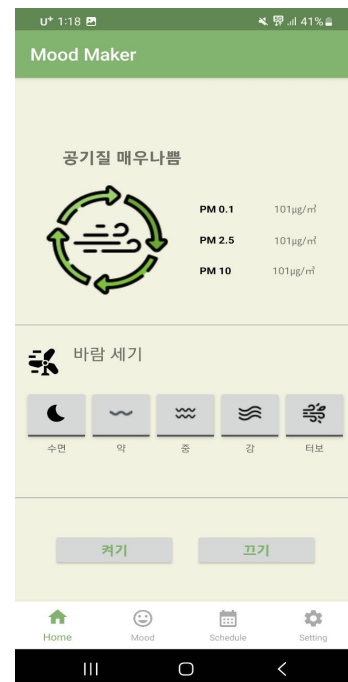 U+ 1:18
41%
Mood Maker
공기질 매우나쁨
PM 0.1 101μg/㎥
PM 2.5 101μg/㎥
PM 10 101μg/㎥
바람 세기
수면 약 중 강 터보
켜기 끄기
Home Mood Schedule Setting